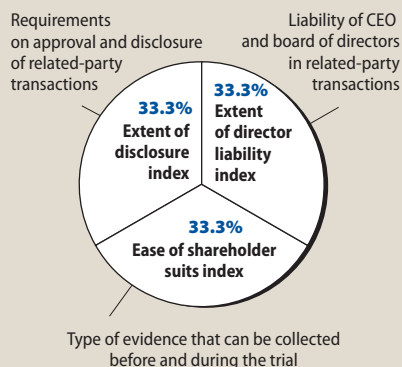 Requirements
on approval and disclosure
of related-party
transactions
Liability of CEO
and board of directors
in related-party
transactions
33.3%
Extent of
disclosure
index
33.3%
Extent
of director
liability
index
33.3%
Ease of shareholder
suits index
Type of evidence that can be collected
before and during the trial